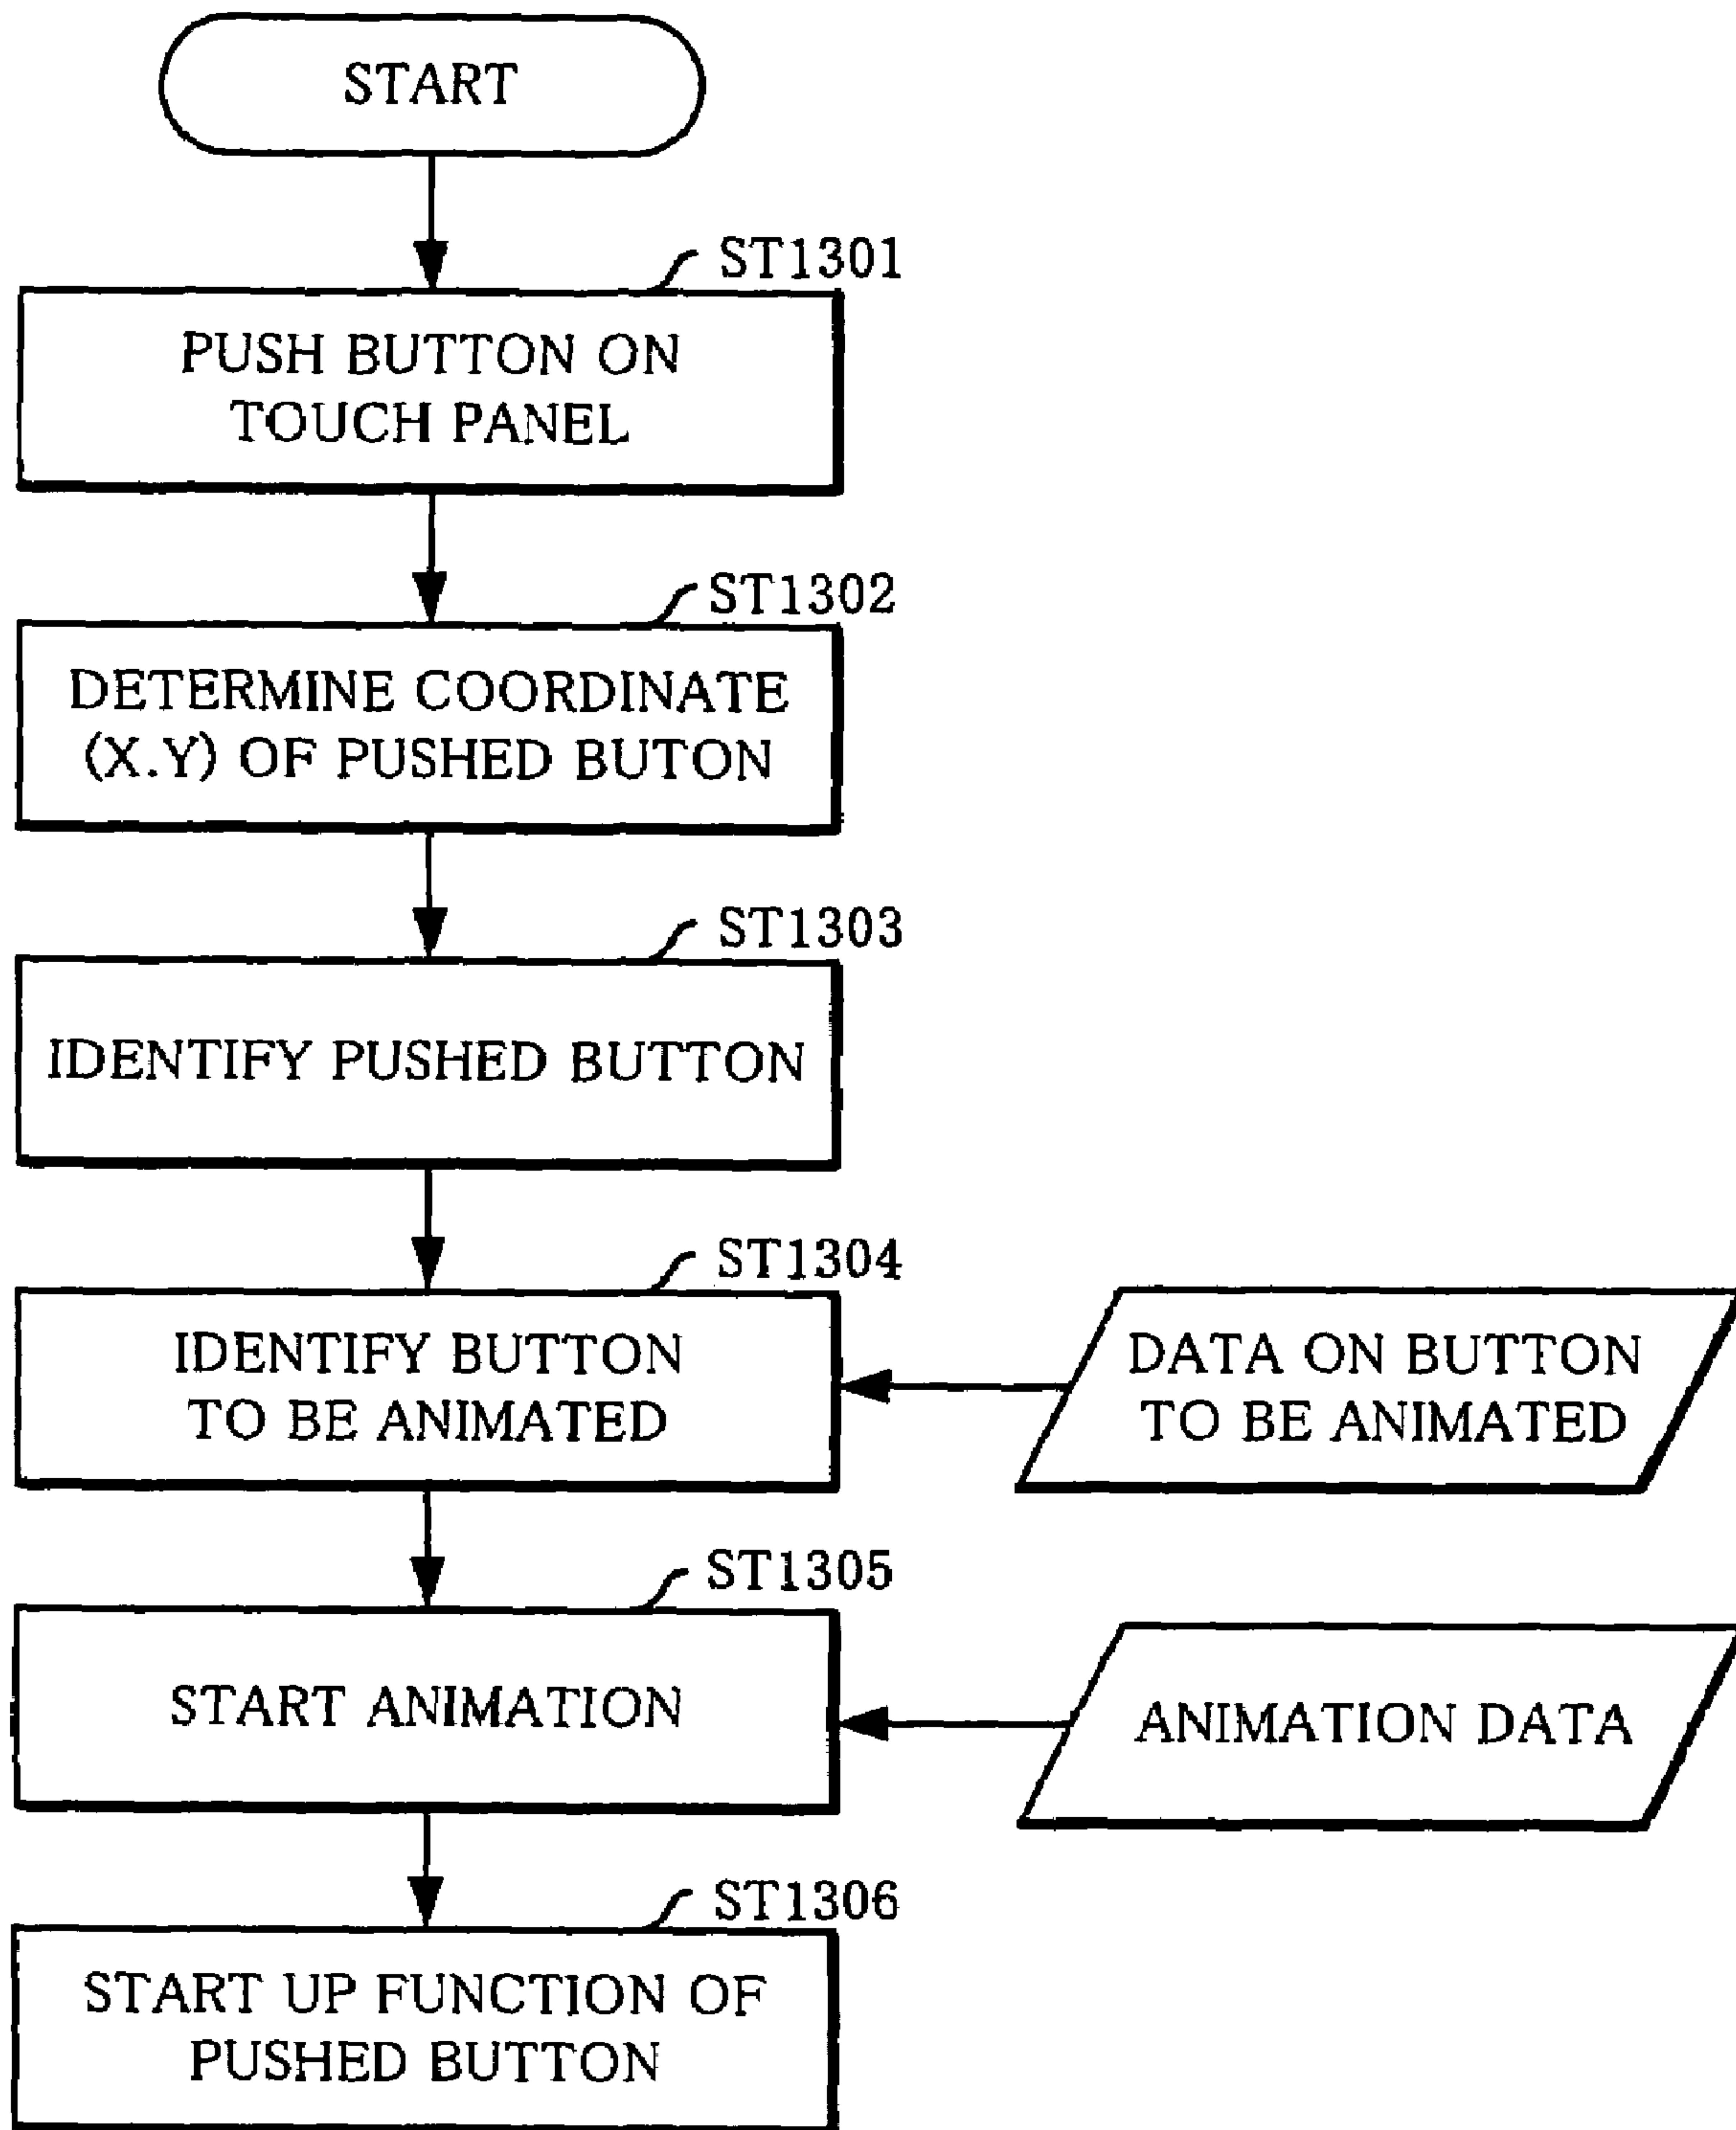 START
ST1301
PUSH BUTTON ON
TOUCH PANEL
ST1302
DETERMINE COORDINATE
(X.Y) OF PUSHED BUTON
ST1303
IDENTIFY PUSHED BUTTON
ST1304
IDENTIFY BUTTON
TO BE ANIMATED
DATA ON BUTTON
TO BE ANIMATED
ST1305
START ANIMATION
ANIMATION DATA
ST1306
START UP FUNCTION OF
PUSHED BUTTON